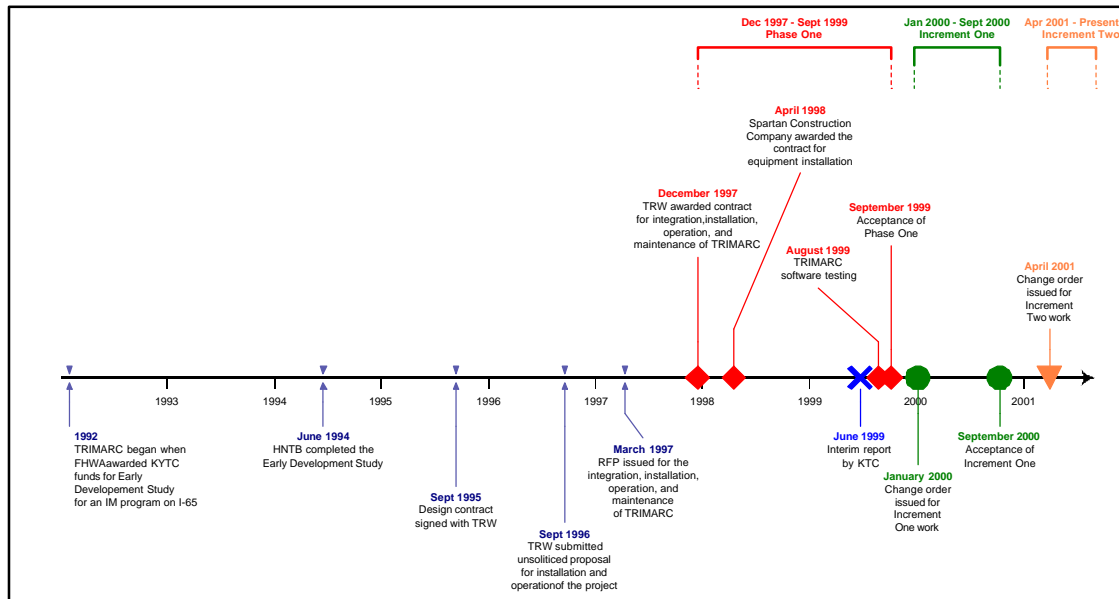 Dec 1997 - Sept 1999
Phase One
Jan 2000 - Sept 2000
Increment One
Apr 2001 - Present
Increment Two
April 1998
Spartan Construction
Company awarded the
contract for
equipment installation
December 1997
TRW awarded contract
for integration,installation,
operation, and
maintenance of TRIMARC
September 1999
Acceptance of
Phase One
August 1999
TRIMARC
software testing
April 2001
Change order
issued for
Increment
Two work
1993
1994
1995
1996
1997
1998
1999
2000
2001
1992
TRIMARC began when
FHWAawarded KYTC
funds for Early
Developement Study
for an IM program on I-65
June 1994
HNTB completed the
Early Development Study
Sept 1995
Design contract
signed with TRW
Sept 1996
TRW submitted
unsoliticed proposal
for installation and
operationof the project
March 1997
RFP issued for the
integration, installation,
operation, and
maintenance
of TRIMARC
June 1999
Interim report
by KTC
January 2000
Change order
issued for
Increment
One work
September 2000
Acceptance of
Increment One